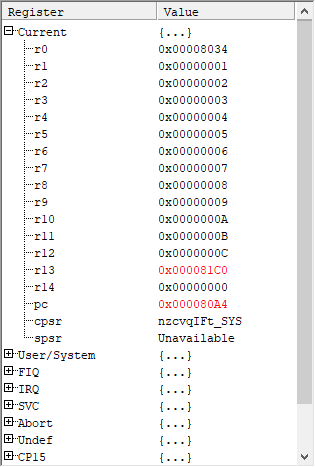 Register Value
Current {...}
r0 0x00008034
r1 0x00000001
r2 0x00000002
r3 0x00000003
r4 0x00000004
r5 0x00000005
r6 0x00000006
r7 0x00000007
r8 0x00000008
r9 0x00000009
r10 0x0000000A
r11 0x0000000B
r12 0x0000000C
r13 0x000081C0
r14 0x00000000
pc 0x000080A4
cpsr nzcvqIFt_SYS
spsr Unavailable
User/System {...}
FIQ {...}
IRQ {...}
SVC {...}
Abort {...}
Undef {...}
CP15 {...}